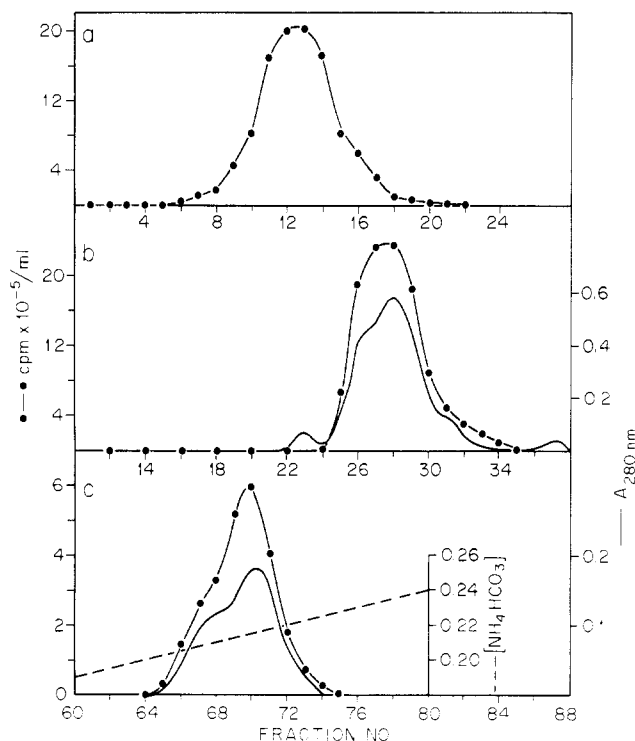 a
20
12
4
4 8 12 16 20 24
b
20
12
4
0.6
0.4
0.2
14 18 22 26 30 34
●—● cpm x 10⁻⁵/ml
— A280 nm
c
6
4
2
0
0.26
0.24
0.22
0.20
---[NH4HCO3]
0.2
60 64 68 72 76 80 84 88
FRACTION NO